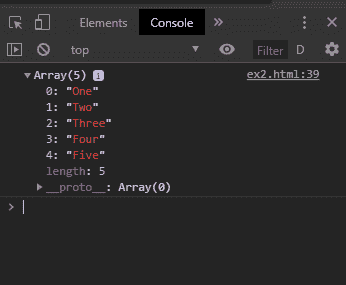 Elements Console »
top Filter D
▼Array(5) i ex2.html:39
0: "One"
1: "Two"
2: "Three"
3: "Four"
4: "Five"
length: 5
▶__proto__: Array(0)
>